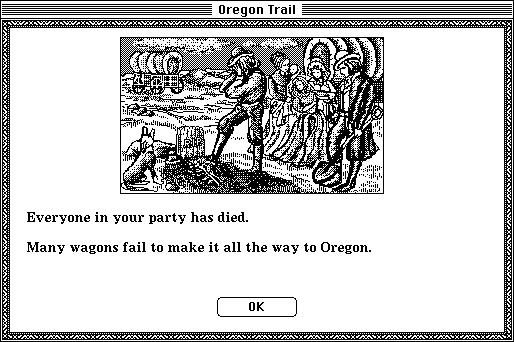 Oregon Trail
Everyone in your party has died.
Many wagons fail to make it all the way to Oregon.
OK